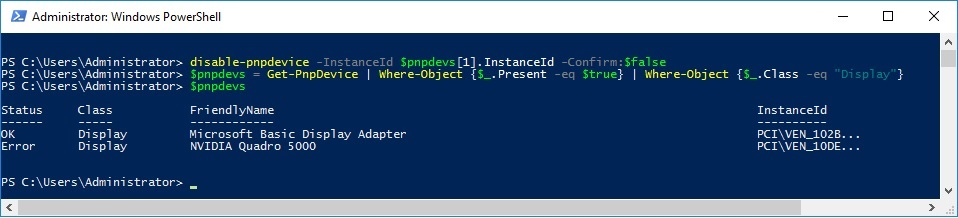 Administrator: Windows PowerShell
PS C:\Users\Administrator> disable-pnpdevice -InstanceId $pnpdevs[1].InstanceId -Confirm:$false
PS C:\Users\Administrator> $pnpdevs = Get-PnpDevice | Where-Object {$_.Present -eq $true} | Where-Object {$_.Class -eq "Display"}
PS C:\Users\Administrator> $pnpdevs
Status Class FriendlyName InstanceId
------ ----- ------------ ----------
OK Display Microsoft Basic Display Adapter PCI\VEN_102B...
Error Display NVIDIA Quadro 5000 PCI\VEN_10DE...
PS C:\Users\Administrator> _